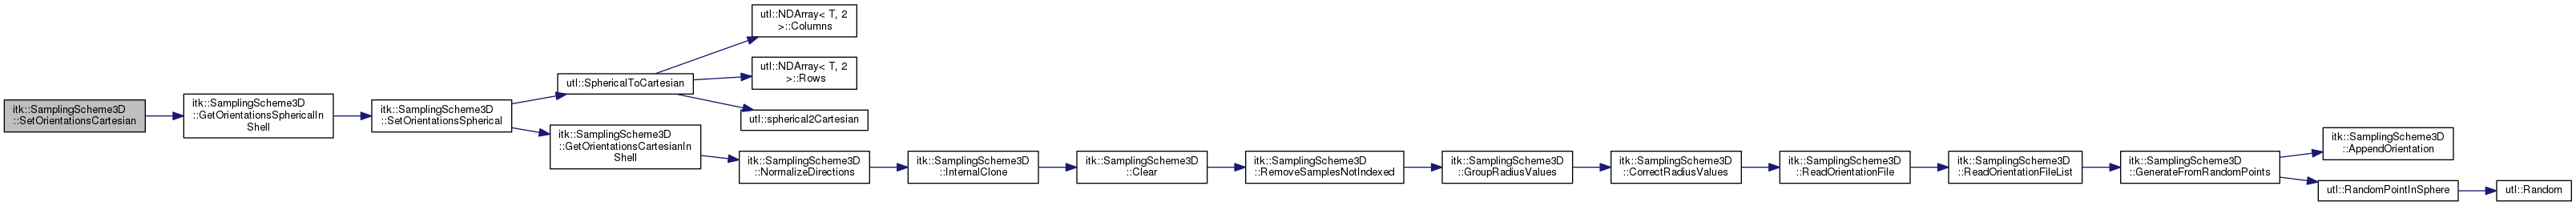 itk::SamplingScheme3D
::SetOrientationsCartesian
itk::SamplingScheme3D
::GetOrientationsSphericalIn
Shell
itk::SamplingScheme3D
::SetOrientationsSpherical
utl::SphericalToCartesian
utl::NDArray< T, 2
>::Columns
utl::NDArray< T, 2
>::Rows
utl::spherical2Cartesian
itk::SamplingScheme3D
::GetOrientationsCartesianIn
Shell
itk::SamplingScheme3D
::NormalizeDirections
itk::SamplingScheme3D
::InternalClone
itk::SamplingScheme3D
::Clear
itk::SamplingScheme3D
::RemoveSamplesNotIndexed
itk::SamplingScheme3D
::GroupRadiusValues
itk::SamplingScheme3D
::CorrectRadiusValues
itk::SamplingScheme3D
::ReadOrientationFile
itk::SamplingScheme3D
::ReadOrientationFileList
itk::SamplingScheme3D
::GenerateFromRandomPoints
itk::SamplingScheme3D
::AppendOrientation
utl::RandomPointInSphere
utl::Random